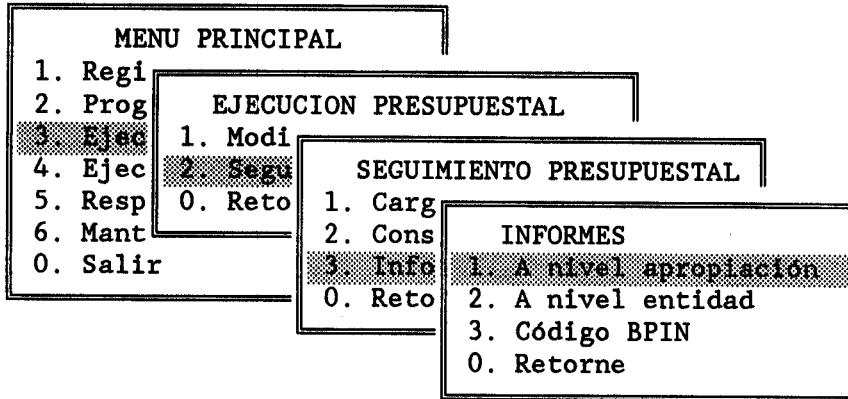 MENU PRINCIPAL
1. Regi
2. Prog
3. Ejec
4. Ejec
5. Resp
6. Mant
0. Salir
EJECUCION PRESUPUESTAL
1. Modi
2. Segu
0. Reto
SEGUIMIENTO PRESUPUESTAL
1. Carg
2. Cons
3. Info
0. Reto
INFORMES
1. A nivel apropiación
2. A nivel entidad
3. Código BPIN
0. Retorne